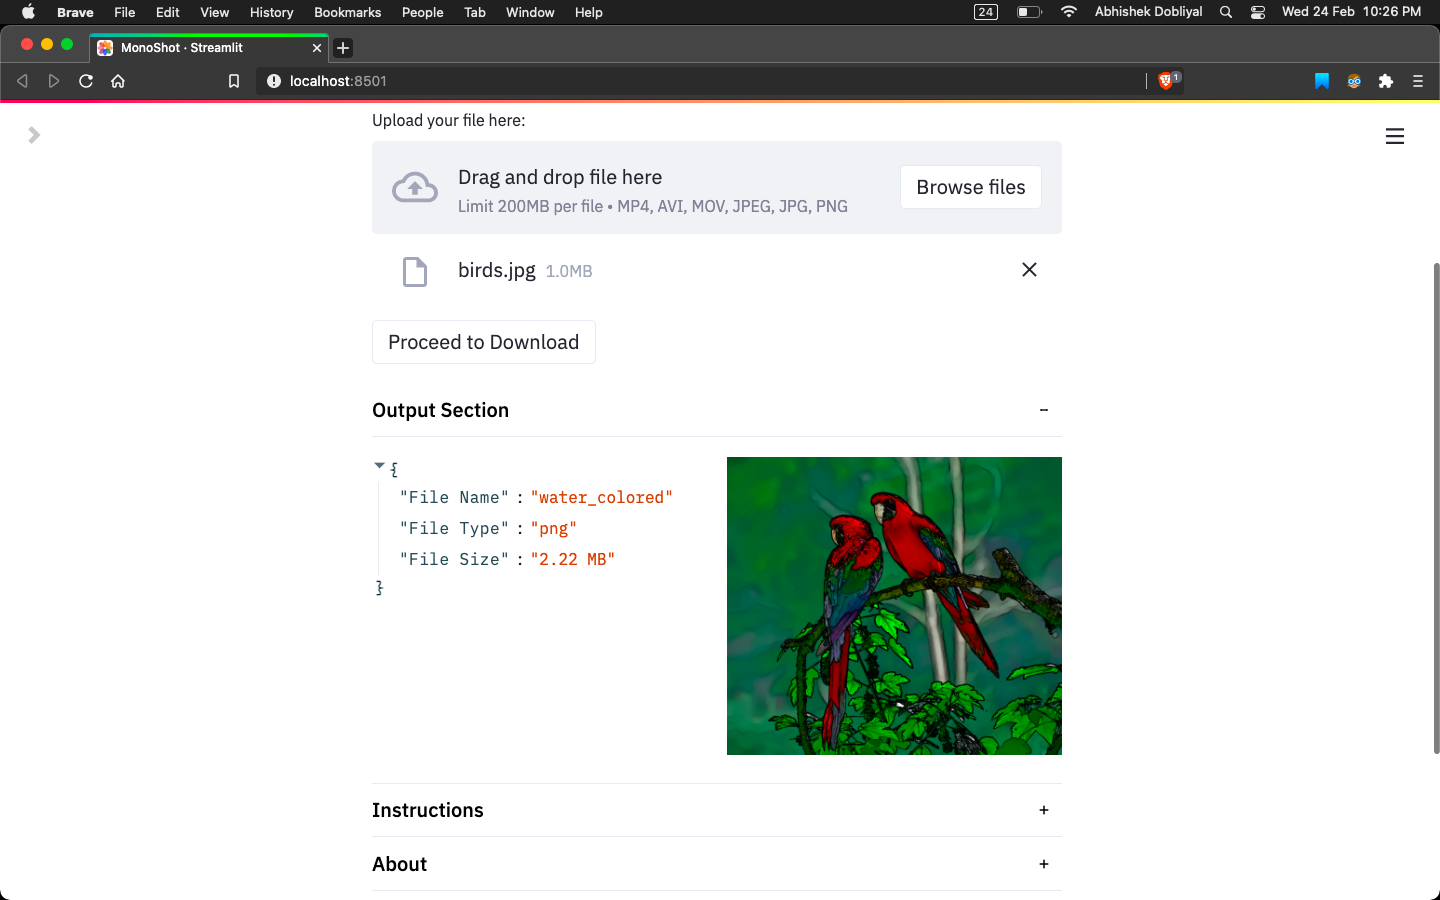 Brave File Edit View History Bookmarks People Tab Window Help 24 Abhishek Dobliyal Wed 24 Feb 10:26 PM
MonoShot · Streamlit
localhost:8501 1
Upload your file here:
Drag and drop file here
Limit 200MB per file • MP4, AVI, MOV, JPEG, JPG, PNG
Browse files
birds.jpg 1.0MB
Proceed to Download
Output Section
{
"File Name" : "water_colored"
"File Type" : "png"
"File Size" : "2.22 MB"
}
Instructions
About